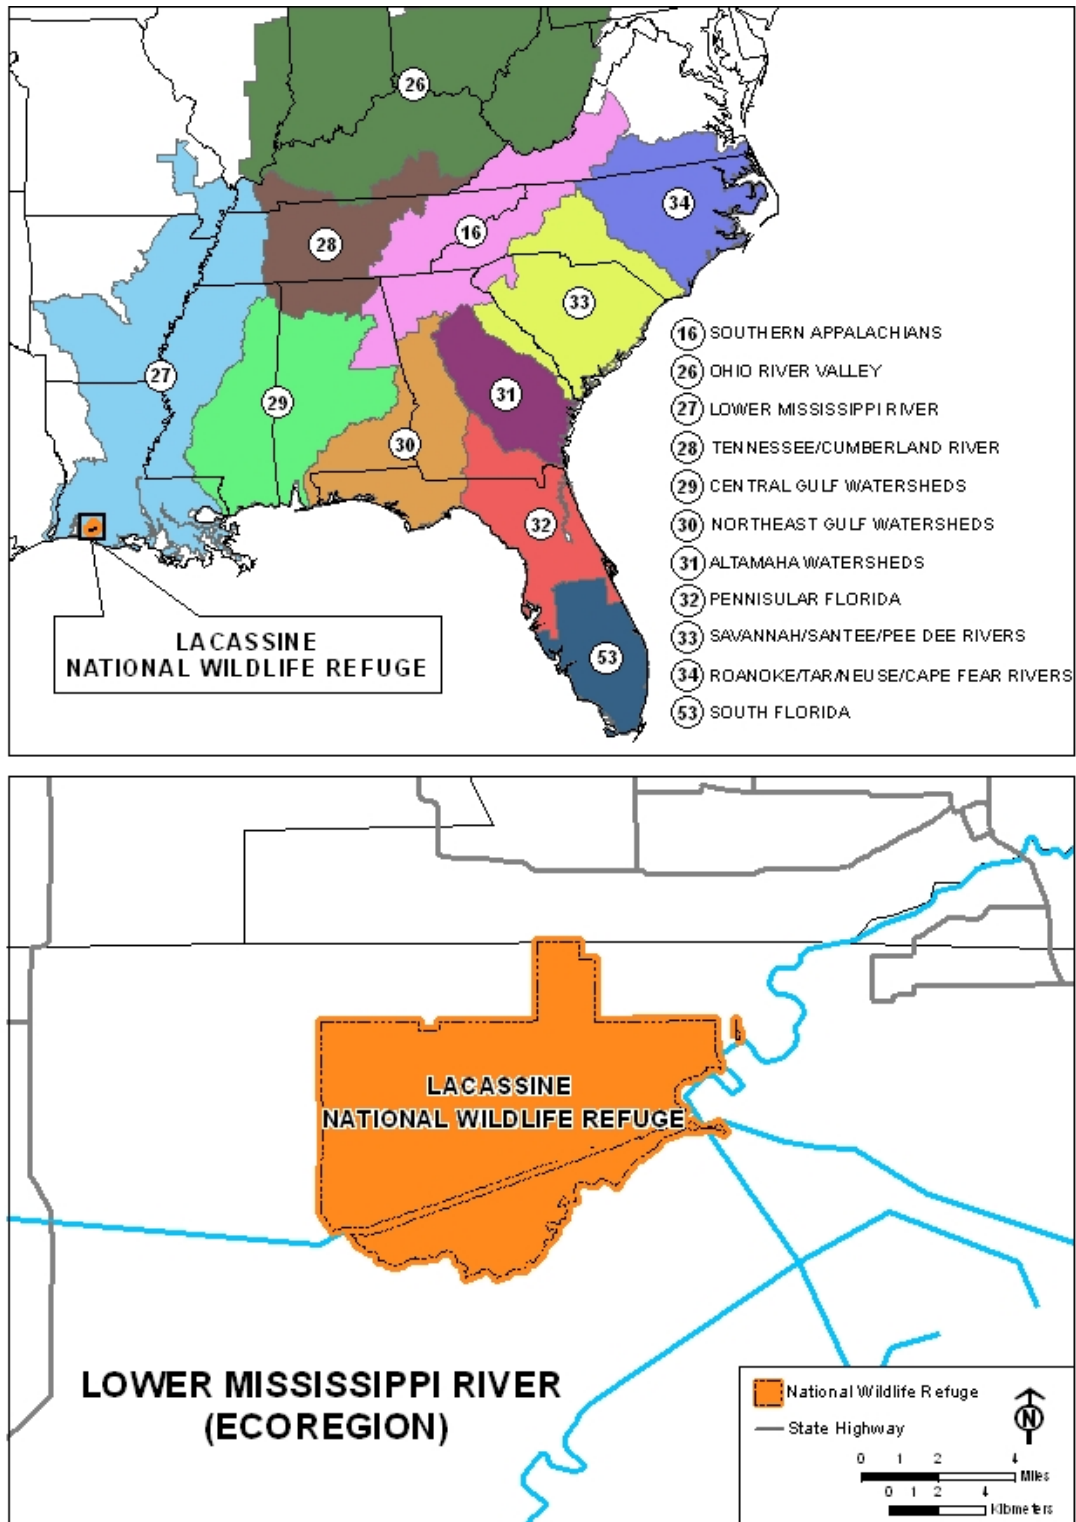 26
34
16
28
33
27
29
31
30
32
53
16 SOUTHERN APPALACHIANS
26 OHIO RIVER VALLEY
27 LOWER MISSISSIPPI RIVER
28 TENNESSEE/CUMBERLAND RIVER
29 CENTRAL GULF WATERSHEDS
30 NORTHEAST GULF WATERSHEDS
31 ALTAMAHA WATERSHEDS
32 PENNISULAR FLORIDA
33 SAVANNAH/SANTEE/PEE DEE RIVERS
34 ROANOKE/TAR/NEUSE/CAPE FEAR RIVERS
53 SOUTH FLORIDA
LACASSINE
NATIONAL WILDLIFE REFUGE
LACASSINE
NATIONAL WILDLIFE REFUGE
LOWER MISSISSIPPI RIVER
(ECOREGION)
National Wildlife Refuge
State Highway
N
0 1 2 4
Miles
0 1 2 4
Kilometers